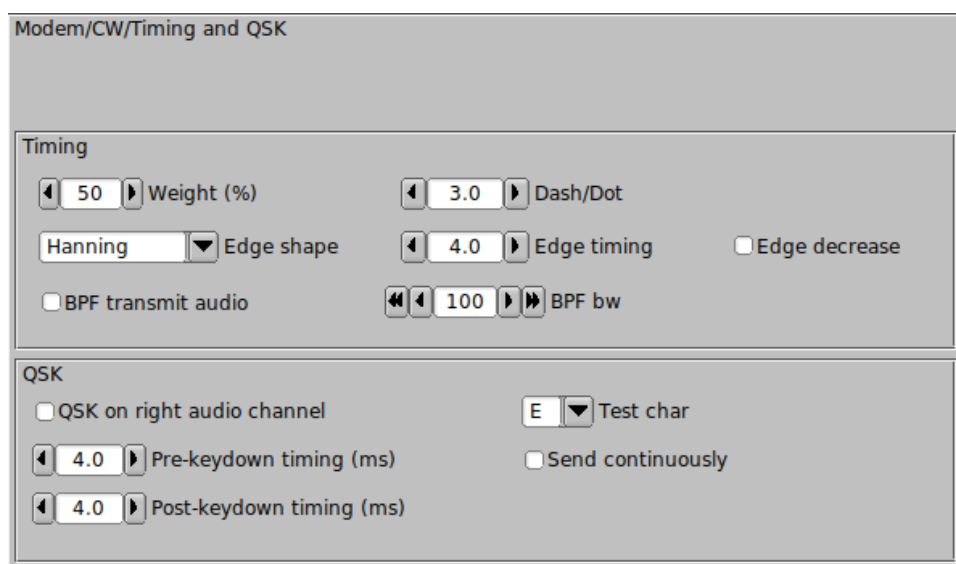 Modem/CW/Timing and QSK
Timing
50 Weight (%) 3.0 Dash/Dot
Hanning Edge shape 4.0 Edge timing Edge decrease
BPF transmit audio 100 BPF bw
QSK
QSK on right audio channel E Test char
4.0 Pre-keydown timing (ms) Send continuously
4.0 Post-keydown timing (ms)